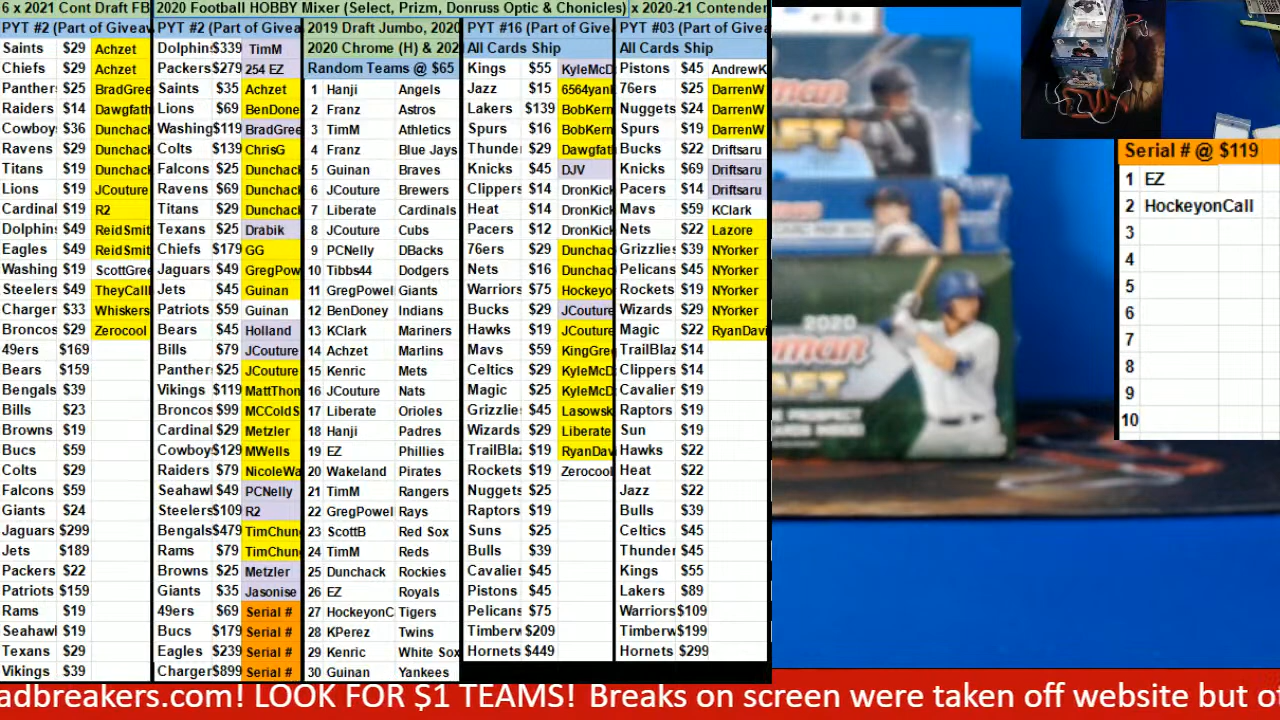 6 x 2021 Cont Draft FB
PYT #2 (Part of Giveaw
Saints $29 Achzet
Chiefs $29 Achzet
Panthers $25 BradGree
Raiders $14 Dawgfath
Cowboys $36 Dunchack
Ravens $29 Dunchack
Titans $19 Dunchack
Lions $19 JCouture
Cardinal $19 R2
Dolphins $49 ReidSmit
Eagles $49 ReidSmit
Washing $19 ScottGree
Steelers $49 TheyCall
Charger $33 Whiskers
Broncos $29 Zerocool
49ers $169
Bears $159
Bengals $39
Bills $23
Browns $19
Bucs $59
Colts $29
Falcons $59
Giants $24
Jaguars $299
Jets $189
Packers $22
Patriots $159
Rams $19
Seahawl $19
Texans $29
Vikings $39
2020 Football HOBBY Mixer (Select, Prizm, Donruss Optic & Chonicles)
PYT #2 (Part of Giveaw
Dolphins $339 TimM
Packers $279 254 EZ
Saints $35 Achzet
Lions $69 BenDone
Washing $119 BradGree
Colts $139 ChrisG
Falcons $25 Dunchack
Ravens $69 Dunchack
Titans $29 Dunchack
Texans $25 Drabik
Chiefs $179 GG
Jaguars $49 GregPow
Jets $45 Guinan
Patriots $59 Guinan
Bears $45 Holland
Bills $79 JCouture
Panthers $25 JCouture
Vikings $119 MattThon
Broncos $99 MCColdS
Cardinal $29 Metzler
Cowboy $129 MWells
Raiders $79 NicoleWa
Seahawl $49 PCNelly
Steelers $109 R2
Bengals $479 TimChun
Rams $79 TimChun
Browns $25 Metzler
Giants $35 Jasonise
49ers $69 Serial #
Bucs $179 Serial #
Eagles $239 Serial #
Charger $899 Serial #
2019 Draft Jumbo, 2020
2020 Chrome (H) & 202
Random Teams @ $65
1 Hanji Angels
2 Franz Astros
3 TimM Athletics
4 Franz Blue Jays
5 Guinan Braves
6 JCouture Brewers
7 Liberate Cardinals
8 JCouture Cubs
9 PCNelly DBacks
10 Tibbs44 Dodgers
11 GregPowel Giants
12 BenDoney Indians
13 KClark Mariners
14 Achzet Marlins
15 Kenric Mets
16 JCouture Nats
17 Liberate Orioles
18 Hanji Padres
19 EZ Phillies
20 Wakeland Pirates
21 TimM Rangers
22 GregPowel Rays
23 ScottB Red Sox
24 TimM Reds
25 Dunchack Rockies
26 EZ Royals
27 HockeyonC Tigers
28 KPerez Twins
29 Kenric White Sox
30 Guinan Yankees
PYT #16 (Part of Givea
All Cards Ship
Kings $55 KyleMcD
Jazz $15 6564yanl
Lakers $139 BobKern
Spurs $16 BobKern
Thunder $29 Dawgfath
Knicks $45 DJV
Clippers $14 DronKick
Heat $14 DronKick
Pacers $12 DronKick
76ers $29 Dunchac
Nets $16 Dunchac
Warriors $75 Hockeyo
Bucks $29 JCouture
Hawks $19 JCouture
Mavs $59 KingGree
Celtics $29 KyleMcD
Magic $25 KyleMcD
Grizzlies $45 Lasowsk
Wizards $29 Liberate
TrailBlaz $19 RyanDav
Rockets $19 Zerocool
Nuggets $25
Raptors $19
Suns $25
Bulls $39
Cavalier $45
Pistons $45
Pelicans $75
Timberw $209
Hornets $449
x 2020-21 Contender
PYT #03 (Part of Givea
All Cards Ship
Pistons $45 AndrewK
76ers $25 DarrenW
Nuggets $24 DarrenW
Spurs $19 DarrenW
Bucks $22 Driftsaru
Knicks $69 Driftsaru
Pacers $14 Driftsaru
Mavs $59 KClark
Nets $22 Lazore
Grizzlies $39 NYorker
Pelicans $45 NYorker
Rockets $19 NYorker
Wizards $29 NYorker
Magic $22 RyanDavi
TrailBlaz $14
Clippers $14
Cavalier $19
Raptors $19
Sun $19
Hawks $22
Heat $22
Jazz $22
Bulls $39
Celtics $45
Thunder $45
Kings $55
Lakers $89
Warriors $109
Timberw $199
Hornets $299
Serial # @ $119
1 EZ
2 HockeyonCall
3
4
5
6
7
8
9
10
2020
adbreakers.com! LOOK FOR $1 TEAMS! Breaks on screen were taken off website but of